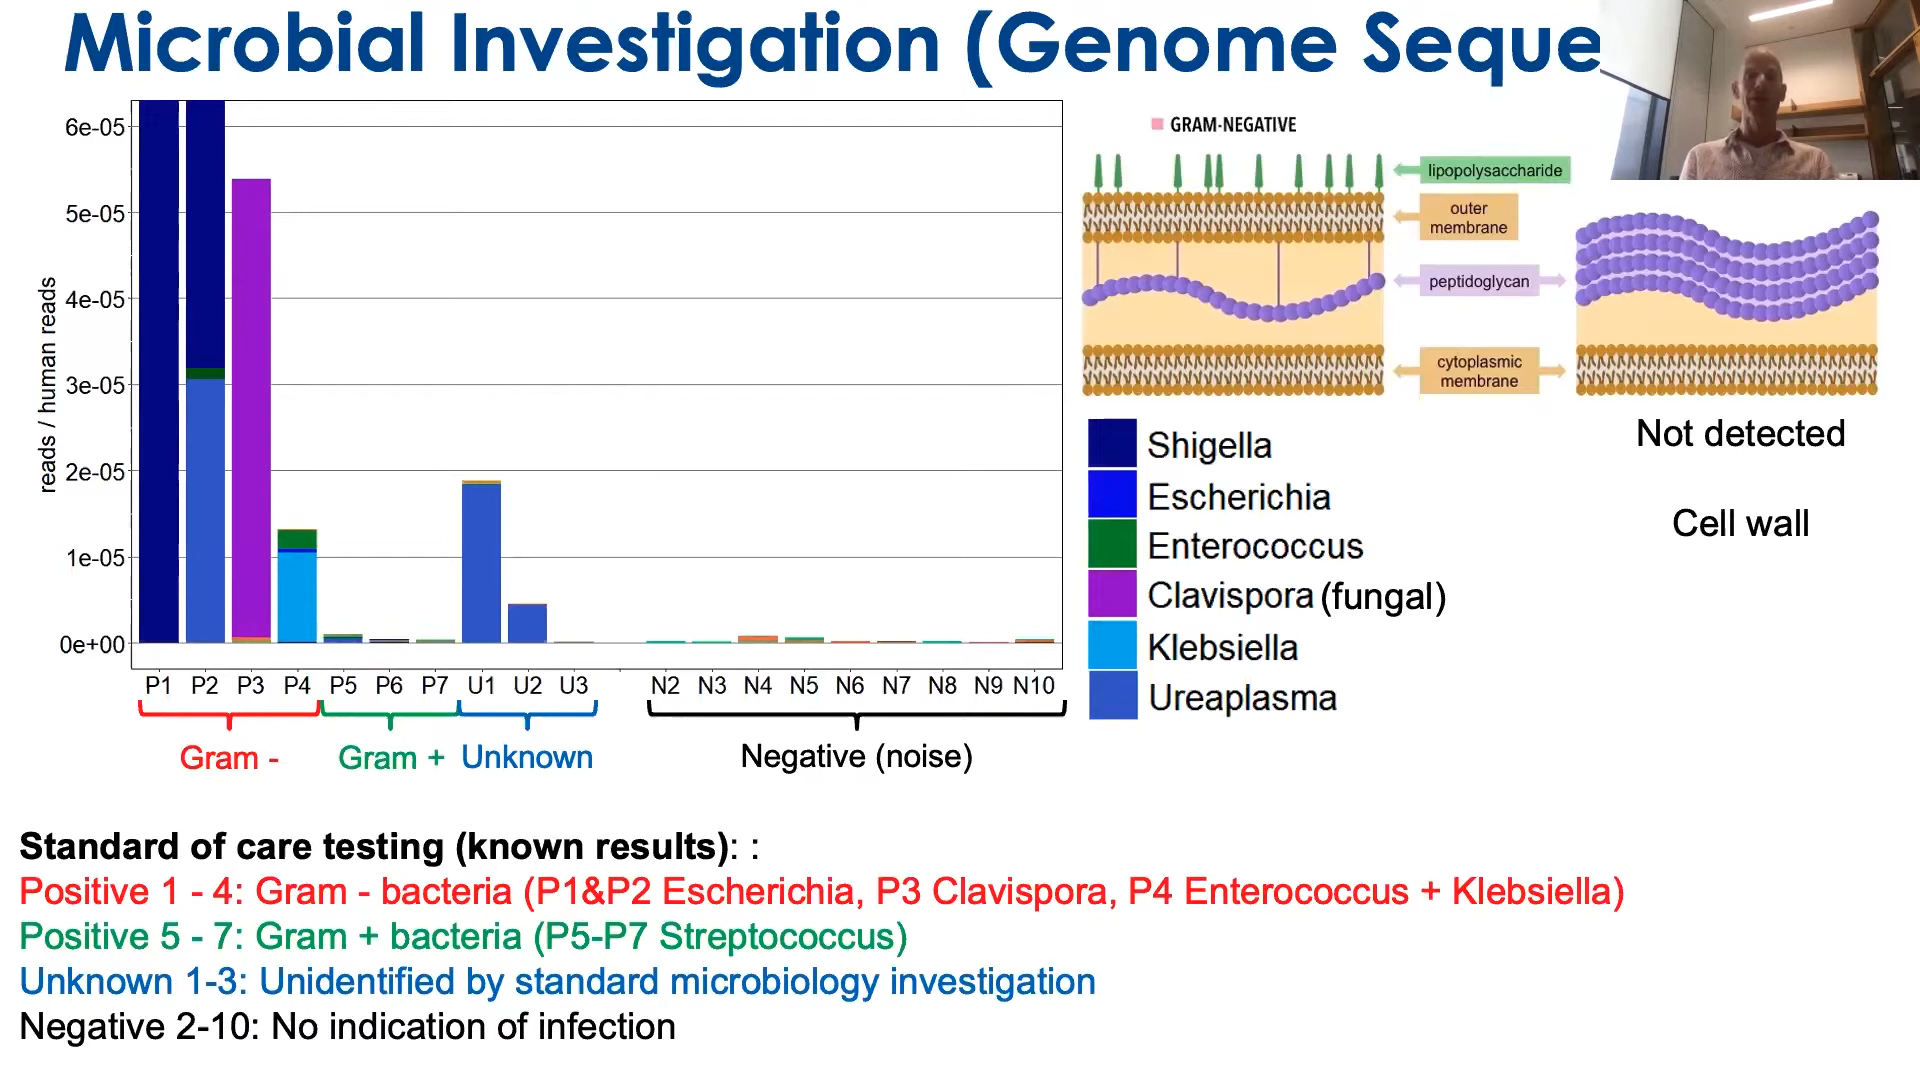 Microbial Investigation (Genome Seque
6e-05
5e-05
4e-05
3e-05
2e-05
1e-05
0e+00
reads / human reads
P1 P2 P3 P4 P5 P6 P7 U1 U2 U3 N2 N3 N4 N5 N6 N7 N8 N9 N10
Gram - Gram + Unknown Negative (noise)
GRAM-NEGATIVE
lipopolysaccharide
outer
membrane
peptidoglycan
cytoplasmic
membrane
Shigella
Escherichia
Enterococcus
Clavispora (fungal)
Klebsiella
Ureaplasma
Not detected
Cell wall
Standard of care testing (known results): :
Positive 1 - 4: Gram - bacteria (P1&P2 Escherichia, P3 Clavispora, P4 Enterococcus + Klebsiella)
Positive 5 - 7: Gram + bacteria (P5-P7 Streptococcus)
Unknown 1-3: Unidentified by standard microbiology investigation
Negative 2-10: No indication of infection